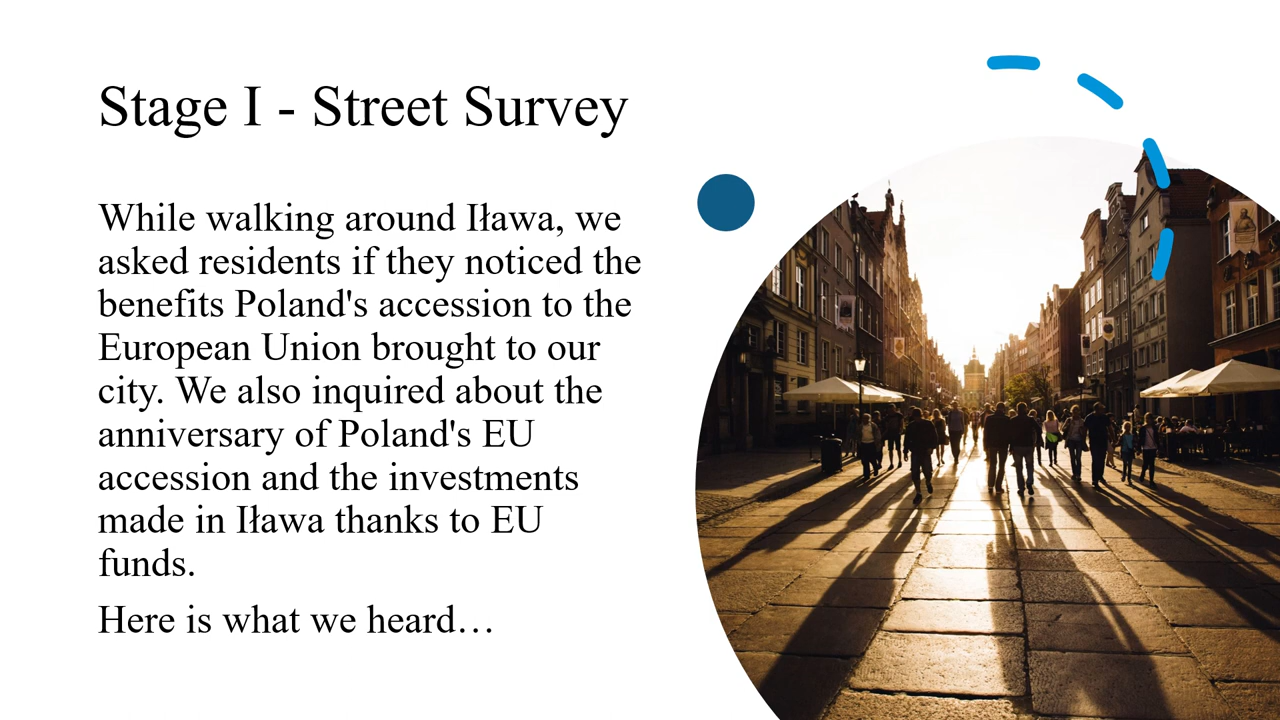 Stage I - Street Survey
While walking around Iława, we
asked residents if they noticed the
benefits Poland's accession to the
European Union brought to our
city. We also inquired about the
anniversary of Poland's EU
accession and the investments
made in Iława thanks to EU
funds.
Here is what we heard…